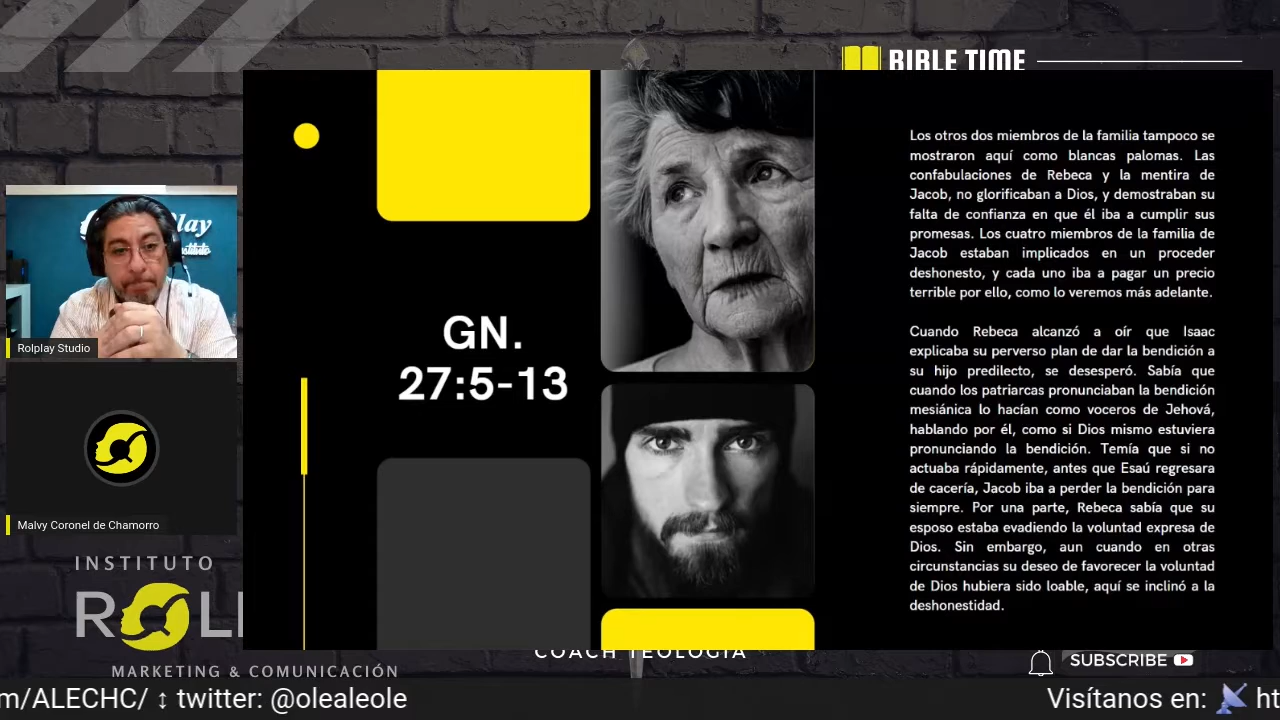 BIBLE TIME
Los otros dos miembros de la familia tampoco se
mostraron aquí como blancas palomas. Las
confabulaciones de Rebeca y la mentira de
Jacob, no glorificaban a Dios, y demostraban su
falta de confianza en que él iba a cumplir sus
promesas. Los cuatro miembros de la familia de
Jacob estaban implicados en un proceder
deshonesto, y cada uno iba a pagar un precio
terrible por ello, como lo veremos más adelante.
Cuando Rebeca alcanzó a oír que Isaac
explicaba su perverso plan de dar la bendición a
su hijo predilecto, se desesperó. Sabía que
cuando los patriarcas pronunciaban la bendición
mesiánica lo hacían como voceros de Jehová,
hablando por él, como si Dios mismo estuviera
pronunciando la bendición. Temía que si no
actuaba rápidamente, antes que Esaú regresara
de cacería, Jacob iba a perder la bendición para
siempre. Por una parte, Rebeca sabía que su
esposo estaba evadiendo la voluntad expresa de
Dios. Sin embargo, aun cuando en otras
circunstancias su deseo de favorecer la voluntad
de Dios hubiera sido loable, aquí se inclinó a la
deshonestidad.
GN.
27:5-13
lay
Rolplay Studio
Malvy Coronel de Chamorro
INSTITUTO
ROL
MARKETING & COMUNICACIÓN
COACH TEOLOGÍA
SUBSCRIBE
m/ALECHC/ ↕ twitter: @olealeole
Visítanos en: 📡 ht